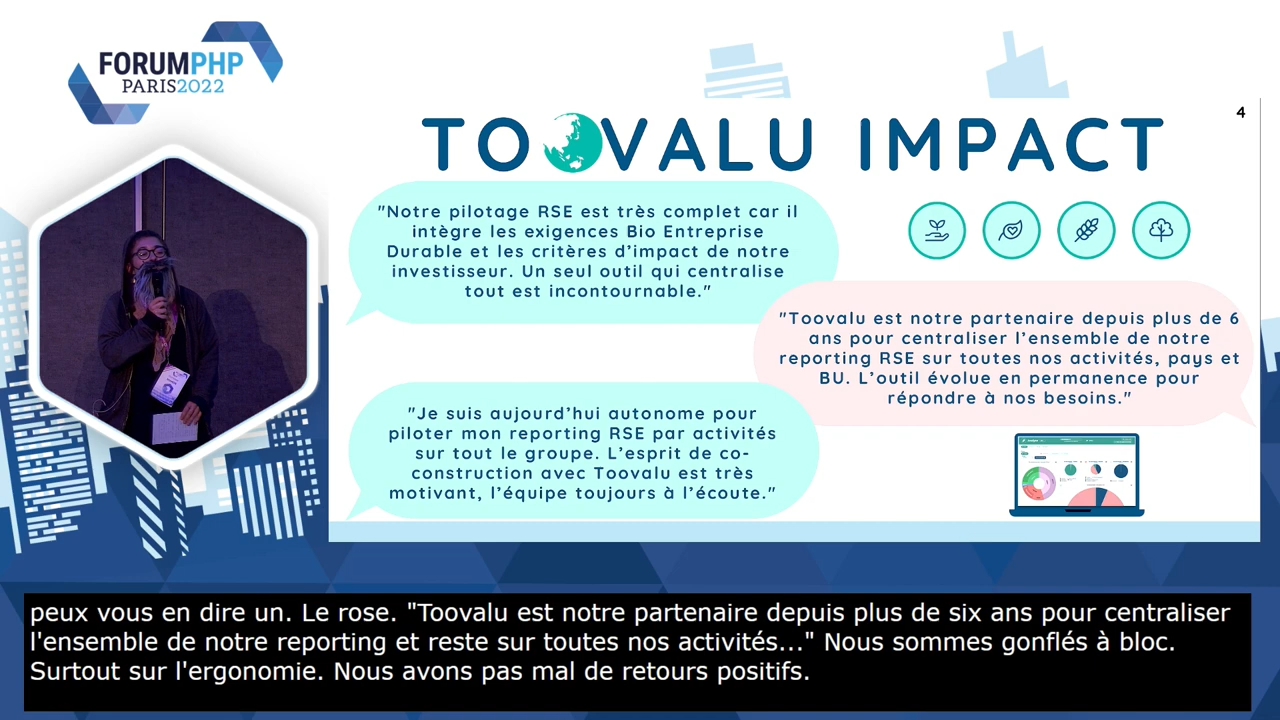 FORUMPHP
PARIS2022
4
TOOVALU IMPACT
"Notre pilotage RSE est très complet car il
intègre les exigences Bio Entreprise
Durable et les critères d'impact de notre
investisseur. Un seul outil qui centralise
tout est incontournable."
"Toovalu est notre partenaire depuis plus de 6
ans pour centraliser l'ensemble de notre
reporting RSE sur toutes nos activités, pays et
BU. L'outil évolue en permanence pour
répondre à nos besoins."
"Je suis aujourd'hui autonome pour
piloter mon reporting RSE par activités
sur tout le groupe. L'esprit de co-
construction avec Toovalu est très
motivant, l'équipe toujours à l'écoute."
peux vous en dire un. Le rose. "Toovalu est notre partenaire depuis plus de six ans pour centraliser
l'ensemble de notre reporting et reste sur toutes nos activités..." Nous sommes gonflés à bloc.
Surtout sur l'ergonomie. Nous avons pas mal de retours positifs.